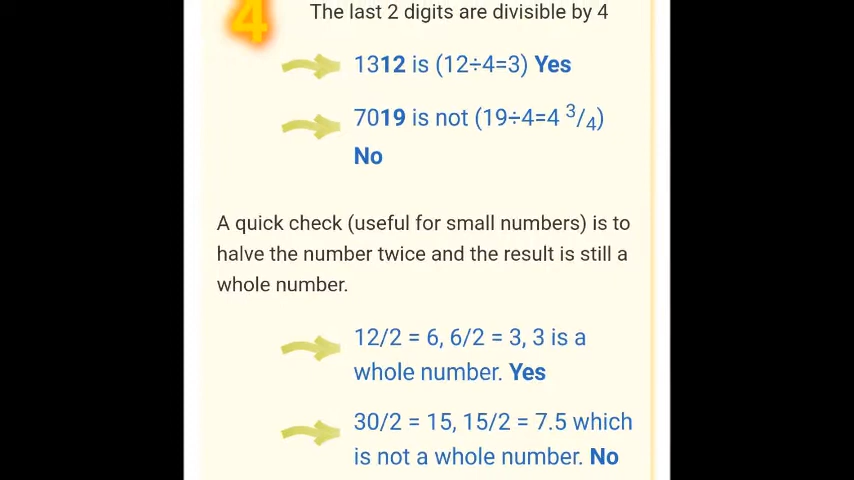 4
The last 2 digits are divisible by 4
1312 is (12÷4=3) Yes
7019 is not (19÷4=4 3/4)
No
A quick check (useful for small numbers) is to
halve the number twice and the result is still a
whole number.
12/2 = 6, 6/2 = 3, 3 is a
whole number. Yes
30/2 = 15, 15/2 = 7.5 which
is not a whole number. No